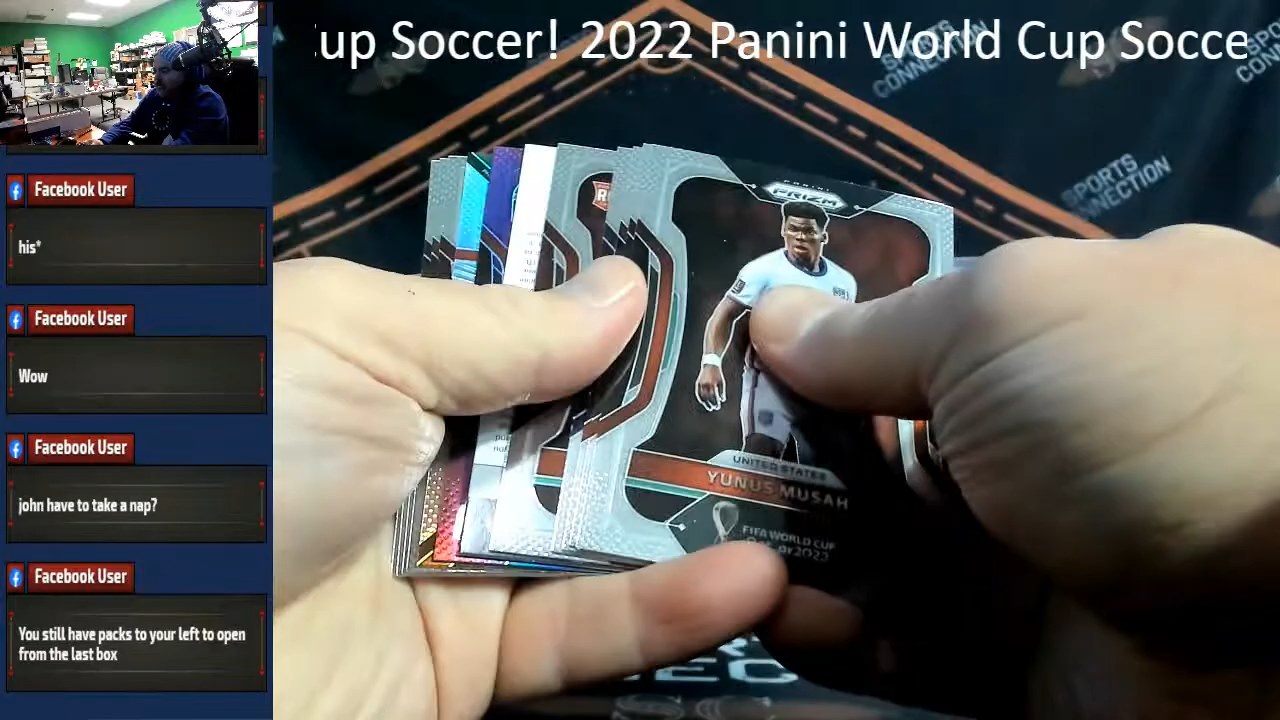 up Soccer! 2022 Panini World Cup Socce
SPORTS
CONNECTION
SPORTS
Facebook User
his*
Facebook User
Wow
Facebook User
john have to take a nap?
Facebook User
You still have packs to your left to open
from the last box
PANINI
PRIZM
UNITED STATES
YUNUS MUSAH
FIFA WORLD CUP